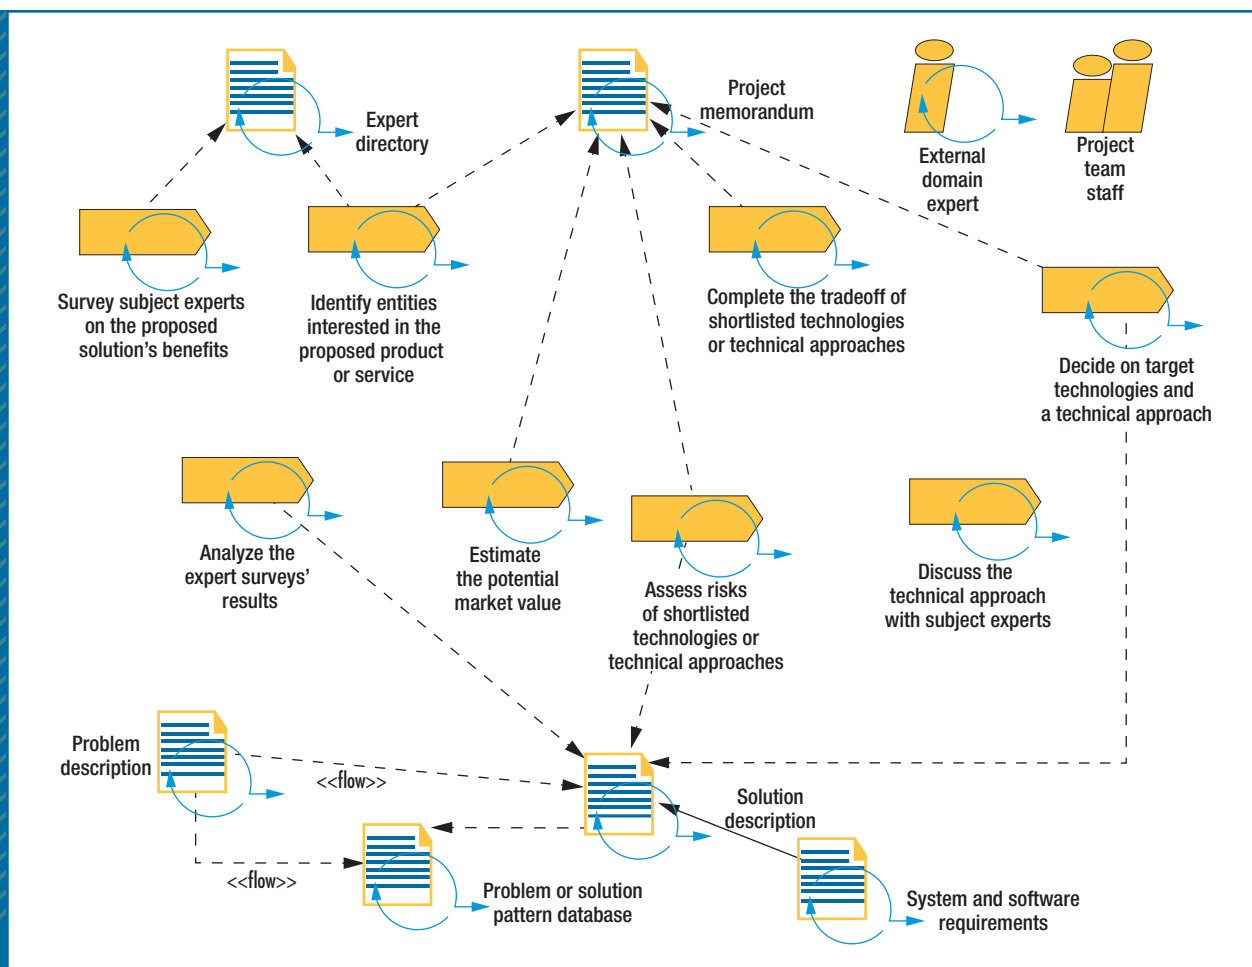 Expert
directory
Project
memorandum
External
domain
expert
Project
team
staff
Survey subject experts
on the proposed
solution's benefits
Identify entities
interested in the
proposed product
or service
Complete the tradeoff of
shortlisted technologies
or technical approaches
Decide on target
technologies and
a technical approach
Analyze the
expert surveys'
results
Estimate
the potential
market value
Assess risks
of shortlisted
technologies or
technical approaches
Discuss the
technical approach
with subject experts
Problem
description
<<flow>>
Solution
description
<<flow>>
Problem or solution
pattern database
System and software
requirements